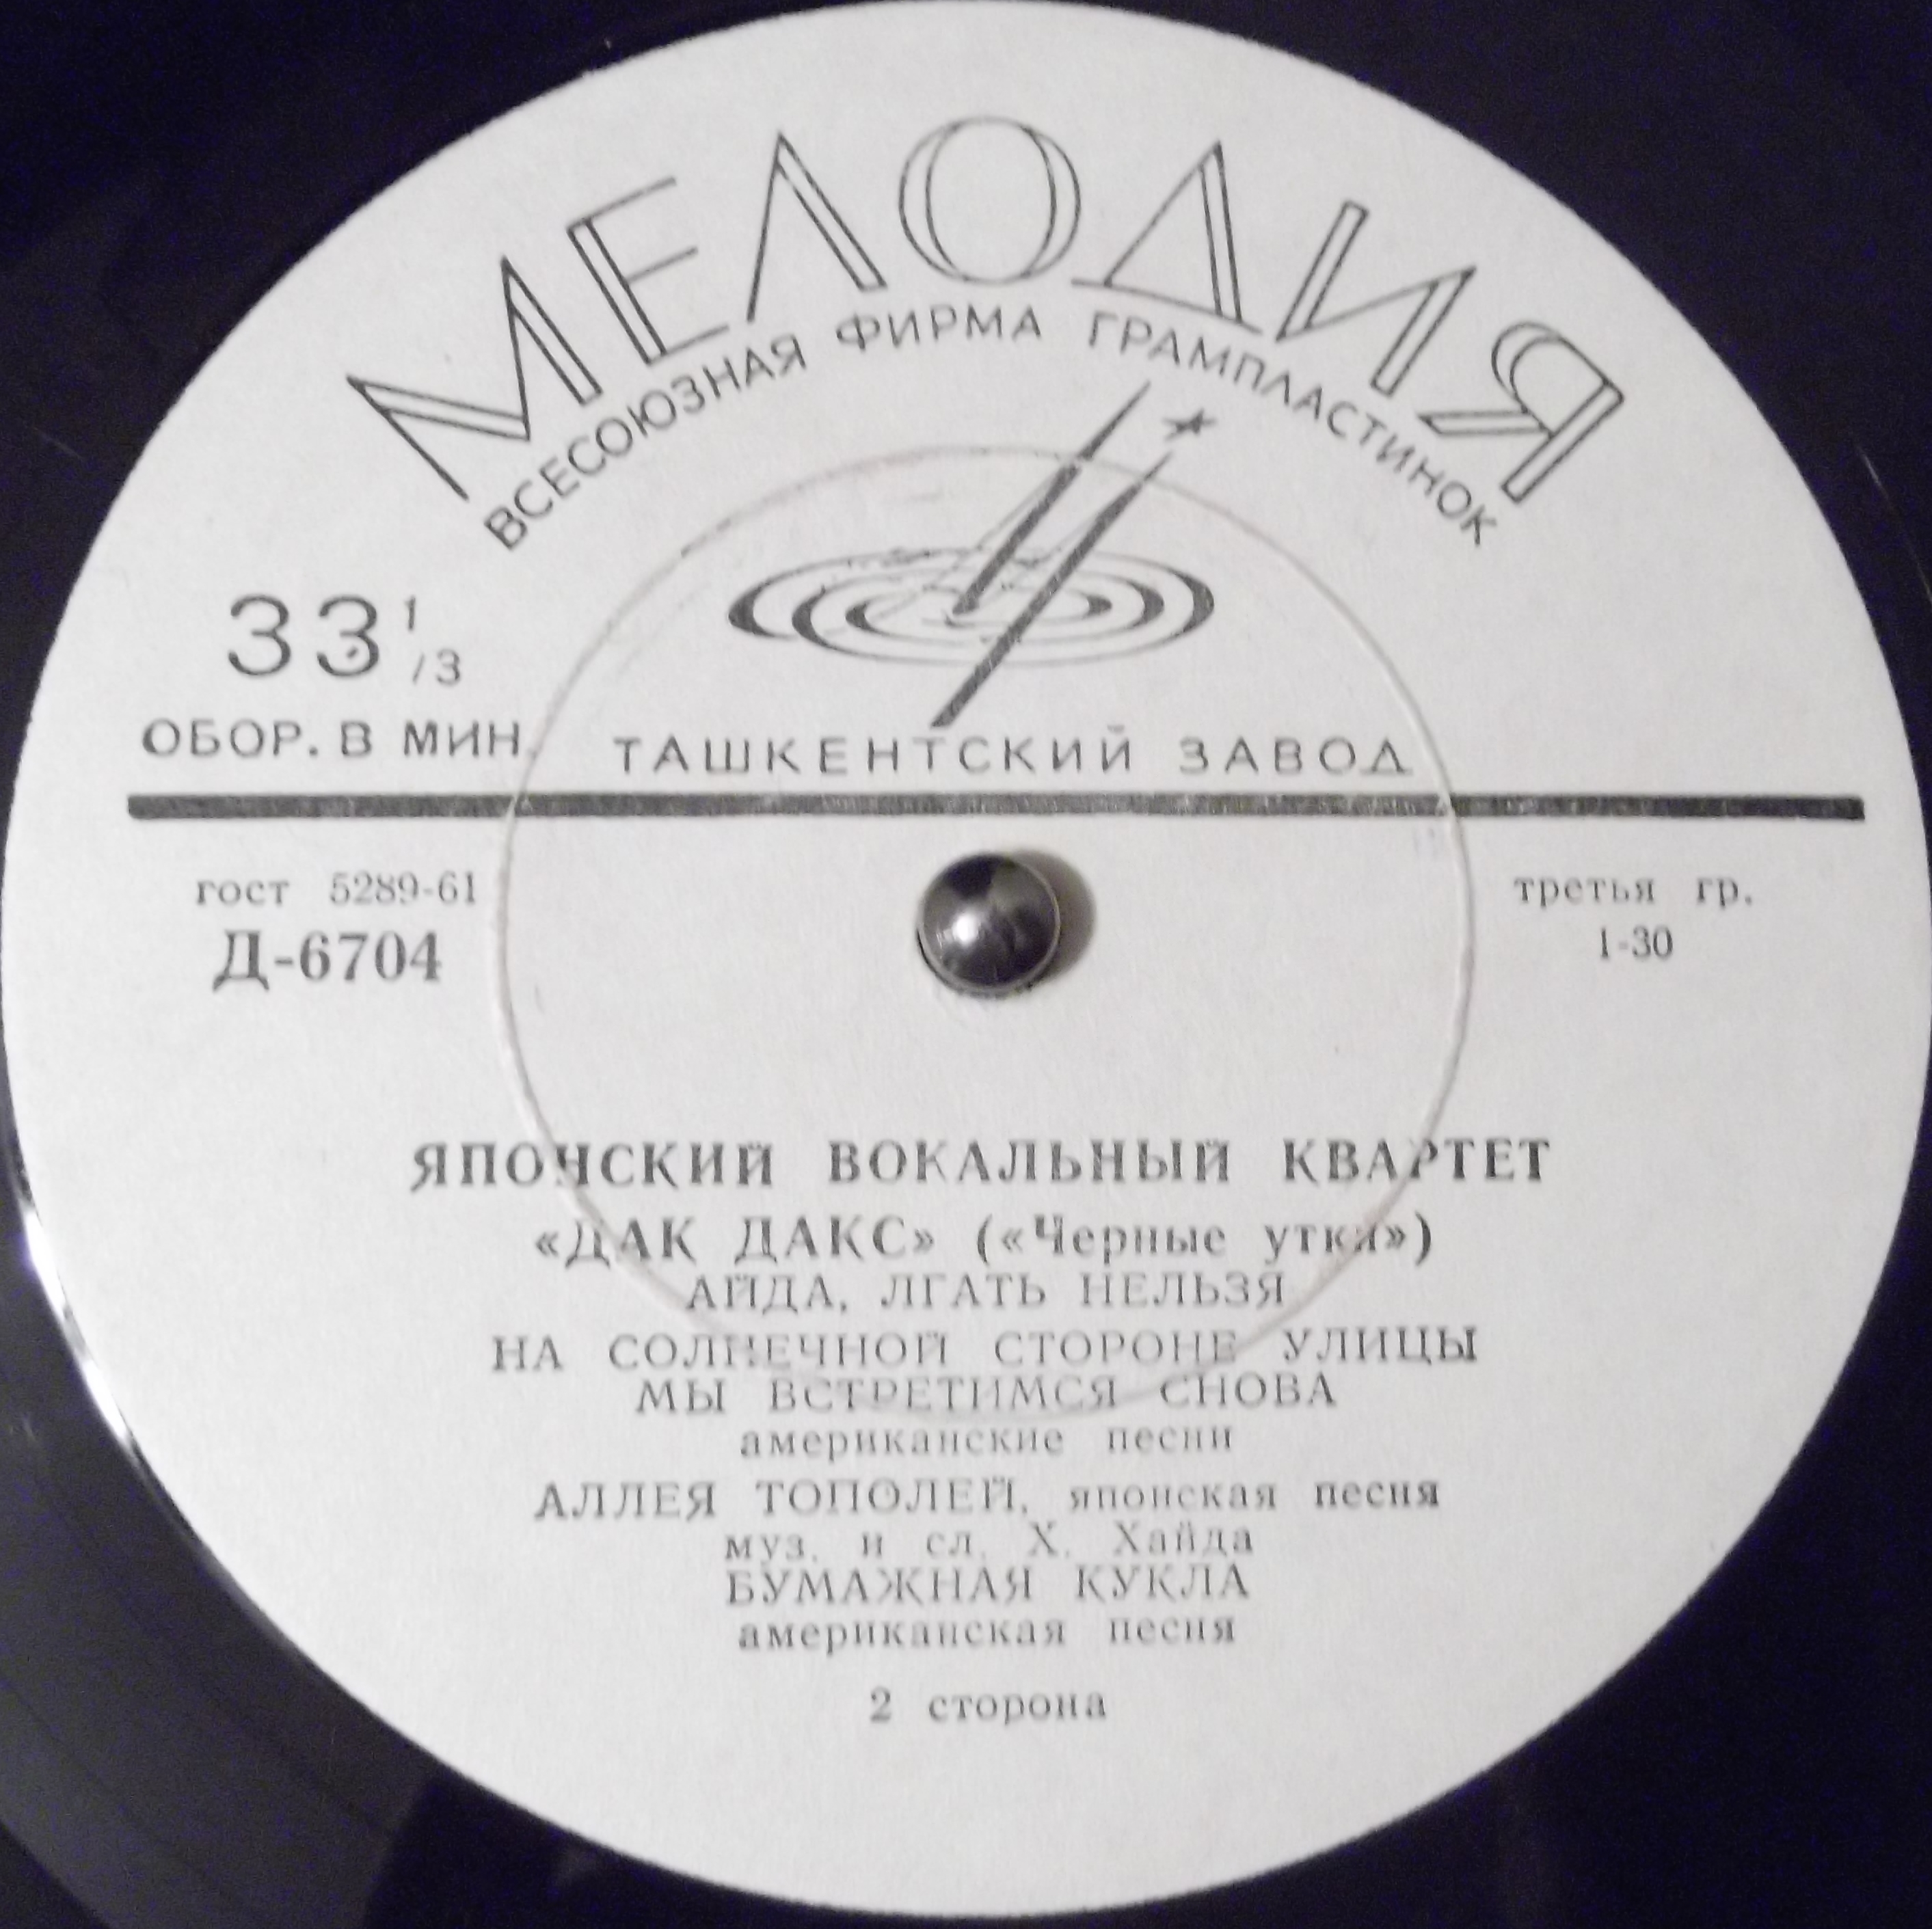 МЕЛОДИЯ
ВСЕСОЮЗНАЯ ФИРМА ГРАМПЛАСТИНОК
33 1/3
ОБОР. В МИН.
ТАШКЕНТСКИЙ ЗАВОД
гост 5289-61
Д-6704
третья гр.
1-30
ЯПОНСКИЙ ВОКАЛЬНЫЙ КВАРТЕТ
«ДАК ДАКС» («Черные утки»)
АЙДА, ЛГАТЬ НЕЛЬЗЯ
НА СОЛНЕЧНОЙ СТОРОНЕ УЛИЦЫ
МЫ ВСТРЕТИМСЯ СНОВА
американские песни
АЛЛЕЯ ТОПОЛЕЙ, японская песня
муз. и сл. Х. Хайда
БУМАЖНАЯ КУКЛА
американская песня
2 сторона